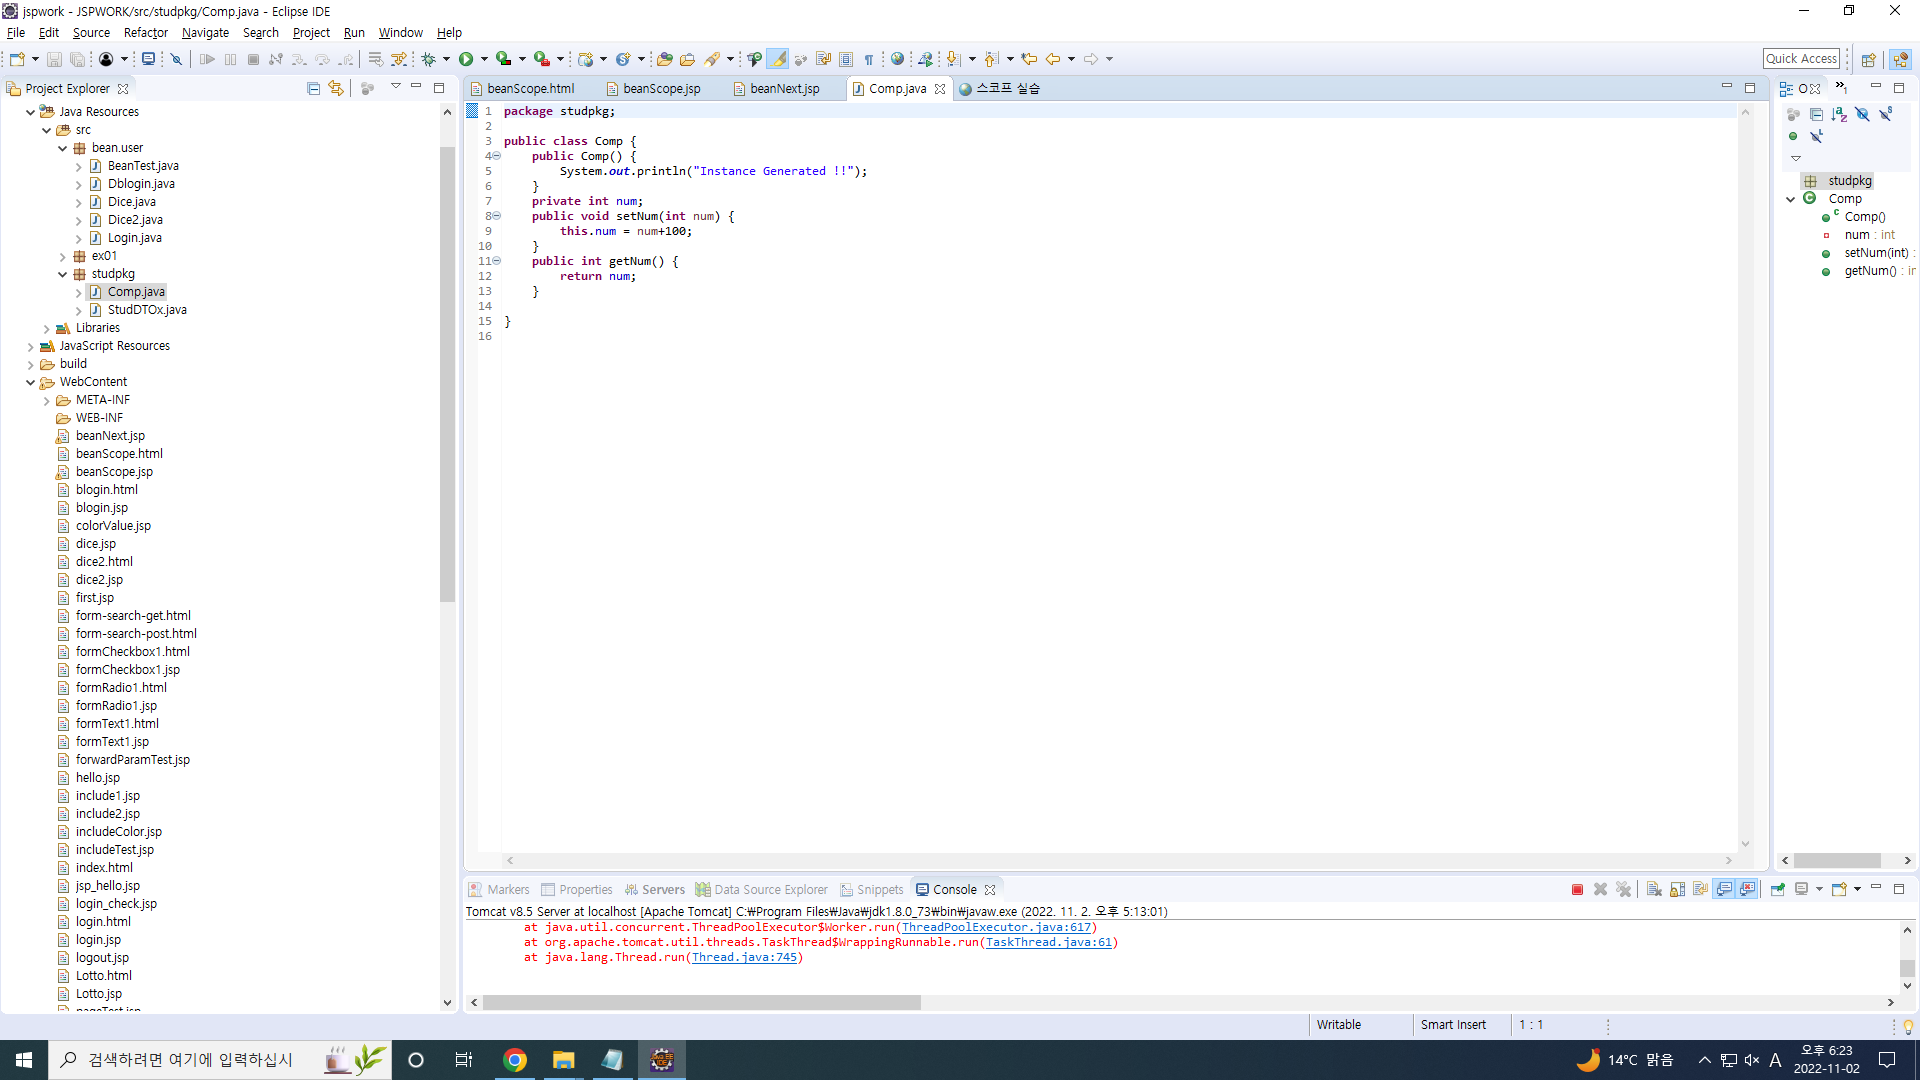 jspwork - JSPWORK/src/studpkg/Comp.java - Eclipse IDE
File Edit Source Refactor Navigate Search Project Run Window Help
Quick Access
Project Explorer
Java Resources
src
bean.user
BeanTest.java
Dblogin.java
Dice.java
Dice2.java
Login.java
ex01
studpkg
Comp.java
StudDTOx.java
Libraries
JavaScript Resources
build
WebContent
META-INF
WEB-INF
beanNext.jsp
beanScope.html
beanScope.jsp
blogin.html
blogin.jsp
colorValue.jsp
dice.jsp
dice2.html
dice2.jsp
first.jsp
form-search-get.html
form-search-post.html
formCheckbox1.html
formCheckbox1.jsp
formRadio1.html
formRadio1.jsp
formText1.html
formText1.jsp
forwardParamTest.jsp
hello.jsp
include1.jsp
include2.jsp
includeColor.jsp
includeTest.jsp
index.html
jsp_hello.jsp
login_check.jsp
login.html
login.jsp
logout.jsp
Lotto.html
Lotto.jsp
pageTest.jsp
beanScope.html beanScope.jsp beanNext.jsp Comp.java 스코프 실습
1 package studpkg;
2
3 public class Comp {
4 public Comp() {
5 System.out.println("Instance Generated !!");
6 }
7 private int num;
8 public void setNum(int num) {
9 this.num = num+100;
10 }
11 public int getNum() {
12 return num;
13 }
14
15 }
16
studpkg
Comp
Comp()
num : int
setNum(int) :
getNum() : ir
Markers Properties Servers Data Source Explorer Snippets Console
Tomcat v8.5 Server at localhost [Apache Tomcat] C:₩Program Files₩Java₩jdk1.8.0_73₩bin₩javaw.exe (2022. 11. 2. 오후 5:13:01)
at java.util.concurrent.ThreadPoolExecutor$Worker.run(ThreadPoolExecutor.java:617)
at org.apache.tomcat.util.threads.TaskThread$WrappingRunnable.run(TaskThread.java:61)
at java.lang.Thread.run(Thread.java:745)
Writable Smart Insert 1 : 1
검색하려면 여기에 입력하십시
14°C 맑음
A
오후 6:23
2022-11-02